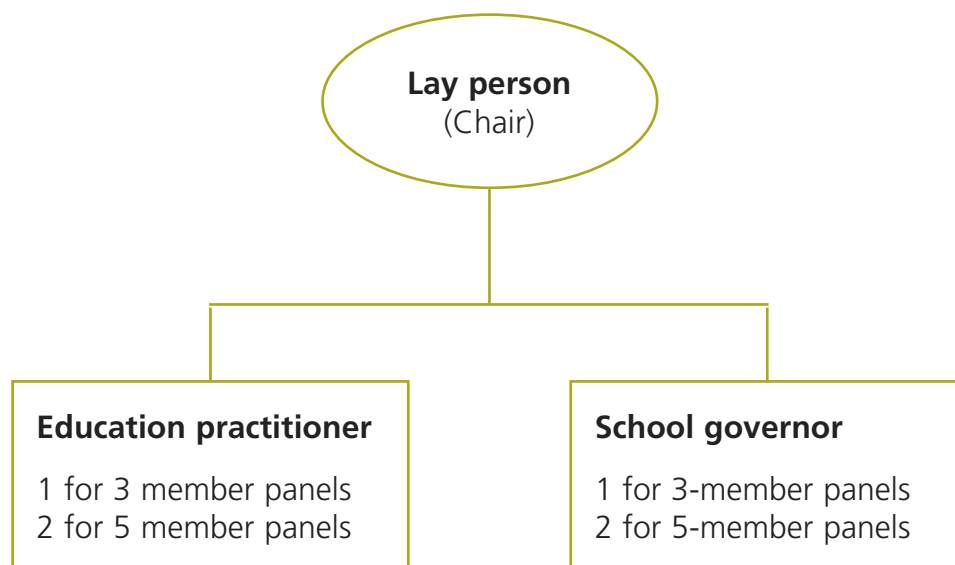 Lay person
(Chair)
Education practitioner
1 for 3 member panels
2 for 5 member panels
School governor
1 for 3-member panels
2 for 5-member panels